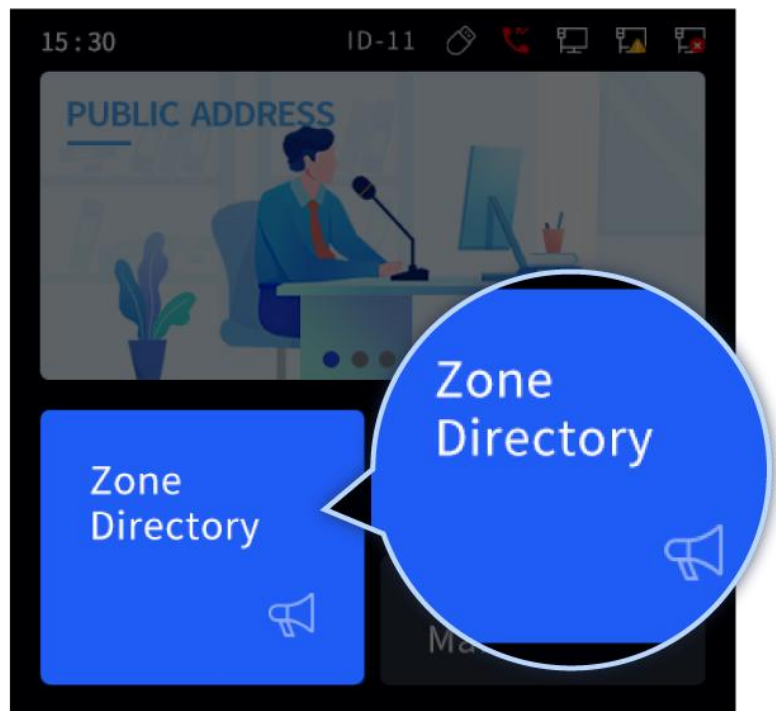 15:30
ID-11
PUBLIC ADDRESS
Zone
Directory
Zone
Directory